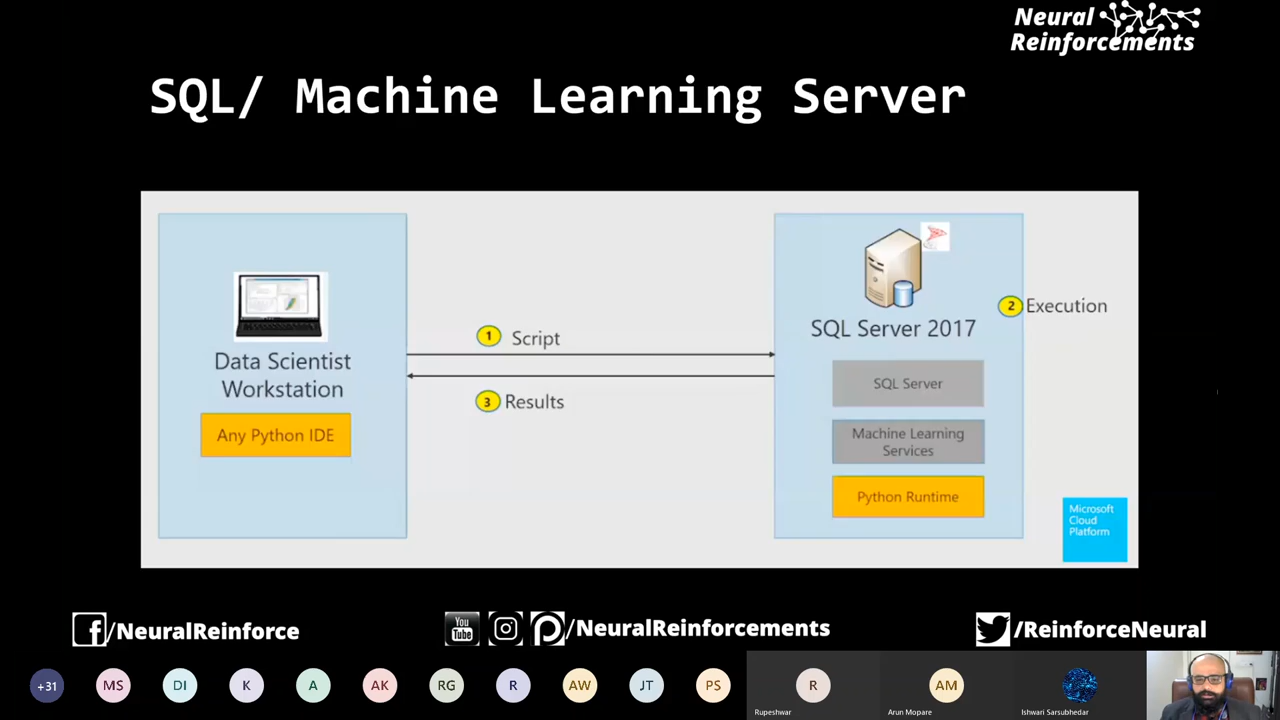 Neural
Reinforcements
SQL/ Machine Learning Server
Data Scientist
Workstation
Any Python IDE
1 Script
3 Results
2 Execution
SQL Server 2017
SQL Server
Machine Learning
Services
Python Runtime
Microsoft
Cloud
Platform
/NeuralReinforce
You
Tube
/NeuralReinforcements
/ReinforceNeural
+31
MS
DI
K
A
AK
RG
R
AW
JT
PS
R
Rupeshwar
AM
Arun Mopare
Ishwari Sarsubhedar